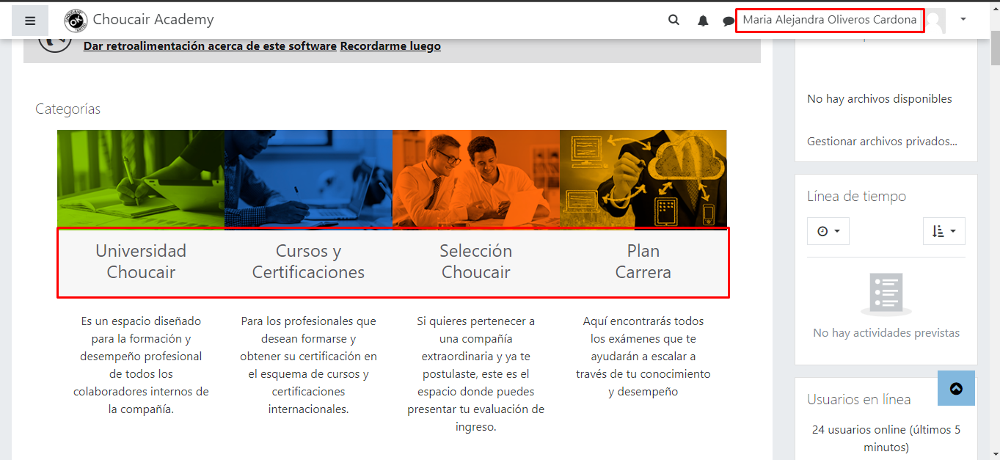 Choucair Academy
Maria Alejandra Oliveros Cardona
Dar retroalimentación acerca de este software Recordarme luego
Categorías
Universidad
Choucair
Es un espacio diseñado
para la formación y
desempeño profesional
de todos los
colaboradores internos de
la compañía.
Cursos y
Certificaciones
Para los profesionales que
desean formarse y
obtener su certificación en
el esquema de cursos y
certificaciones
internacionales.
Selección
Choucair
Si quieres pertenecer a
una compañía
extraordinaria y ya te
postulaste, este es el
espacio donde puedes
presentar tu evaluación de
ingreso.
Plan
Carrera
Aquí encontrarás todos
los exámenes que te
ayudarán a escalar a
través de tu conocimiento
y desempeño
No hay archivos disponibles
Gestionar archivos privados...
Línea de tiempo
No hay actividades previstas
Usuarios en línea
24 usuarios online (últimos 5
minutos)